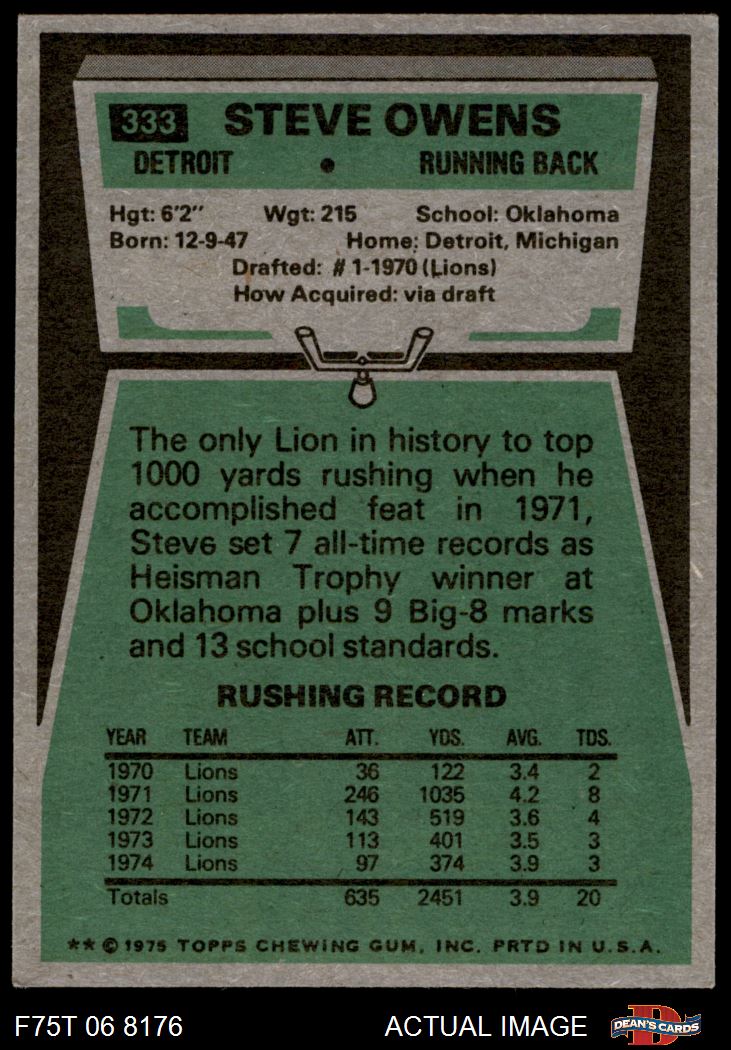 333 STEVE OWENS
DETROIT • RUNNING BACK
Hgt: 6'2" Wgt: 215 School: Oklahoma
Born: 12-9-47 Home: Detroit, Michigan
Drafted: #1-1970 (Lions)
How Acquired: via draft
The only Lion in history to top
1000 yards rushing when he
accomplished feat in 1971,
Steve set 7 all-time records as
Heisman Trophy winner at
Oklahoma plus 9 Big-8 marks
and 13 school standards.
RUSHING RECORD
YEAR TEAM ATT. YDS. AVG. TDS.
1970 Lions 36 122 3.4 2
1971 Lions 246 1035 4.2 8
1972 Lions 143 519 3.6 4
1973 Lions 113 401 3.5 3
1974 Lions 97 374 3.9 3
Totals 635 2451 3.9 20
** © 1975 TOPPS CHEWING GUM, INC. PRTD IN U.S.A.
F75T 06 8176 ACTUAL IMAGE D DEAN'S CARDS